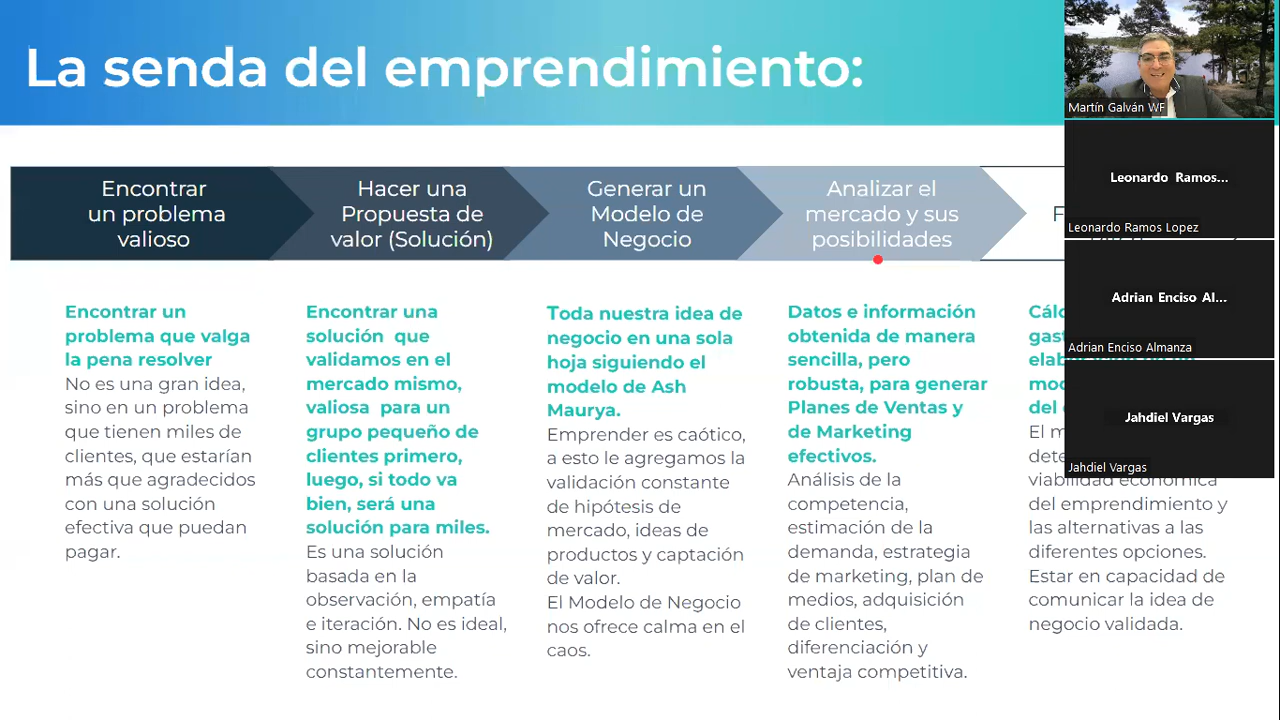 La senda del emprendimiento:
Encontrar
un problema
valioso
Hacer una
Propuesta de
valor (Solución)
Generar un
Modelo de
Negocio
Analizar el
mercado y sus
posibilidades
Encontrar un
problema que valga
la pena resolver
No es una gran idea,
sino en un problema
que tienen miles de
clientes, que estarían
más que agradecidos
con una solución
efectiva que puedan
pagar.
Encontrar una
solución que
validamos en el
mercado mismo,
valiosa para un
grupo pequeño de
clientes primero,
luego, si todo va
bien, será una
solución para miles.
Es una solución
basada en la
observación, empatía
e iteración. No es ideal,
sino mejorable
constantemente.
Toda nuestra idea de
negocio en una sola
hoja siguiendo el
modelo de Ash
Maurya.
Emprender es caótico,
a esto le agregamos la
validación constante
de hipótesis de
mercado, ideas de
productos y captación
de valor.
El Modelo de Negocio
nos ofrece calma en el
caos.
Datos e información
obtenida de manera
sencilla, pero
robusta, para generar
Planes de Ventas y
de Marketing
efectivos.
Análisis de la
competencia,
estimación de la
demanda, estrategia
de marketing, plan de
medios, adquisición
de clientes,
diferenciación y
ventaja competitiva.
El
viabilidad económica
del emprendimiento y
las alternativas a las
diferentes opciones.
Estar en capacidad de
comunicar la idea de
negocio validada.
Martín Galván WF
Leonardo Ramos...
Leonardo Ramos Lopez
Adrian Enciso Al...
Adrian Enciso Almanza
Jahdiel Vargas
Jahdiel Vargas